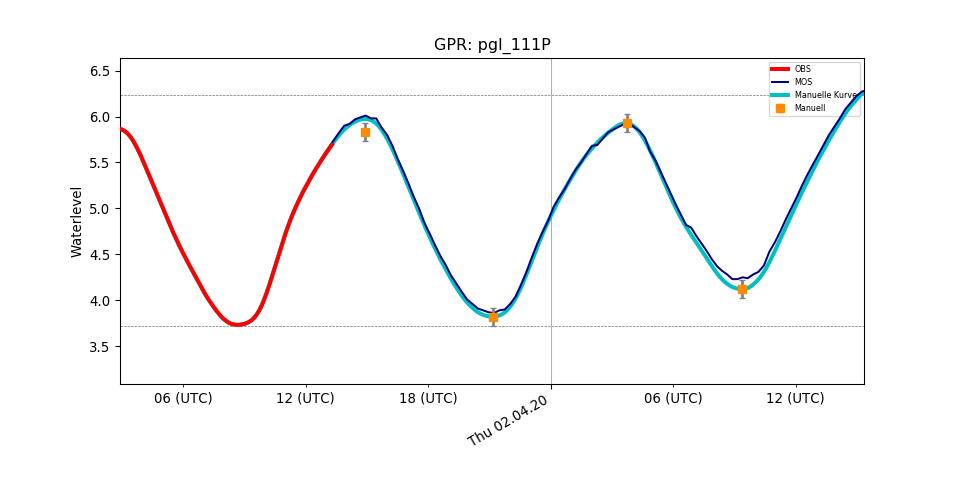 GPR: pgl_111P
OBS
MOS
Manuelle Kurve
Manuell
Waterlevel
6.5
6.0
5.5
5.0
4.5
4.0
3.5
06 (UTC)
12 (UTC)
18 (UTC)
Thu 02.04.20
06 (UTC)
12 (UTC)